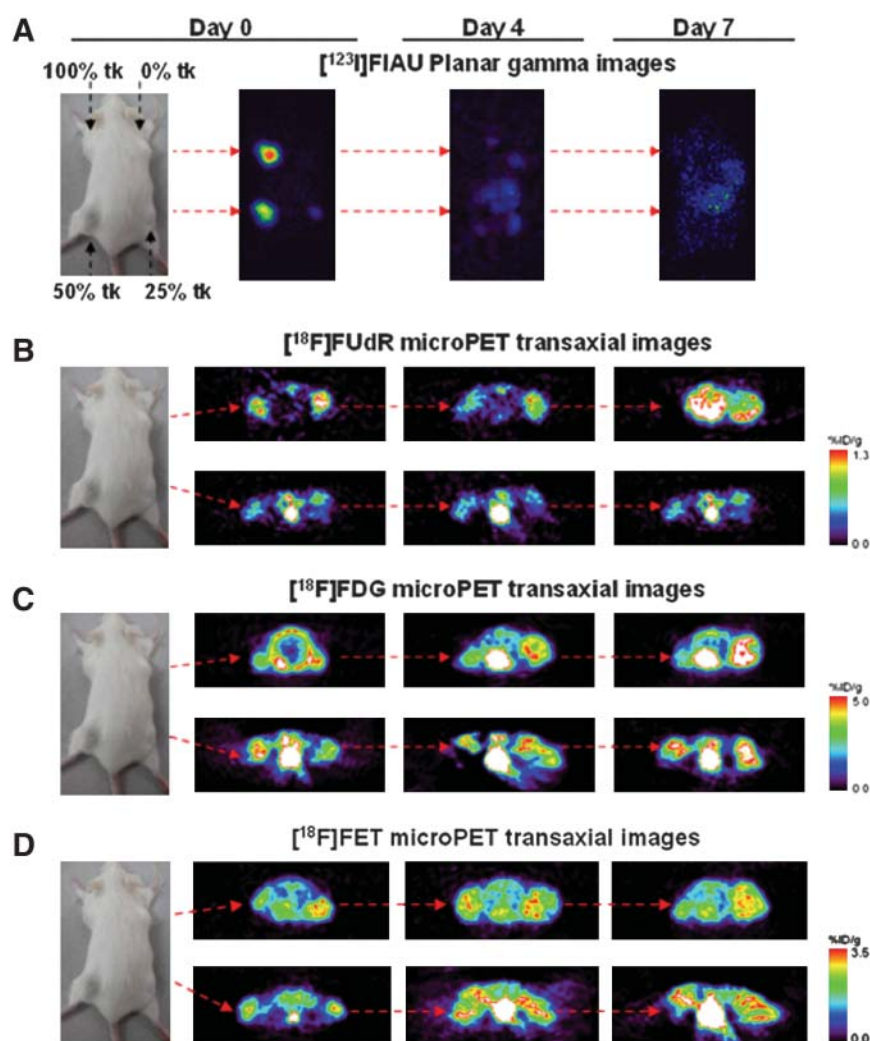 A
Day 0 Day 4 Day 7
[¹²³I]FIAU Planar gamma images
100% tk 0% tk
50% tk 25% tk
B
[¹⁸F]FUdR microPET transaxial images
%ID/g
1.3
0 0
C
[¹⁸F]FDG microPET transaxial images
%ID/g
5 0
0 0
D
[¹⁸F]FET microPET transaxial images
%ID/g
3.5
0.0